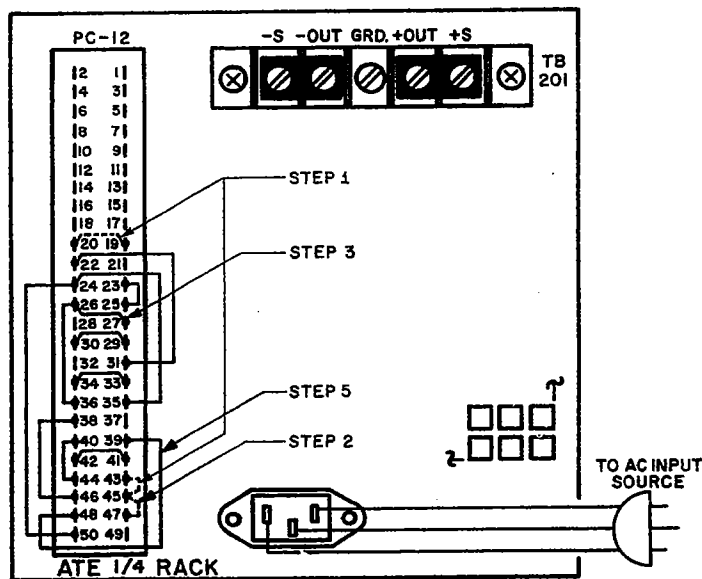 PC-12
-S -OUT GRD. +OUT +S
TB
201
2 1
4 3
6 5
8 7
10 9
12 11
14 13
16 15
18 17
20 19
22 21
24 23
26 25
28 27
30 29
32 31
34 33
36 35
38 37
40 39
42 41
44 43
46 45
48 47
50 49
STEP 1
STEP 3
STEP 5
STEP 2
1
2
TO AC INPUT
SOURCE
ATE 1/4 RACK